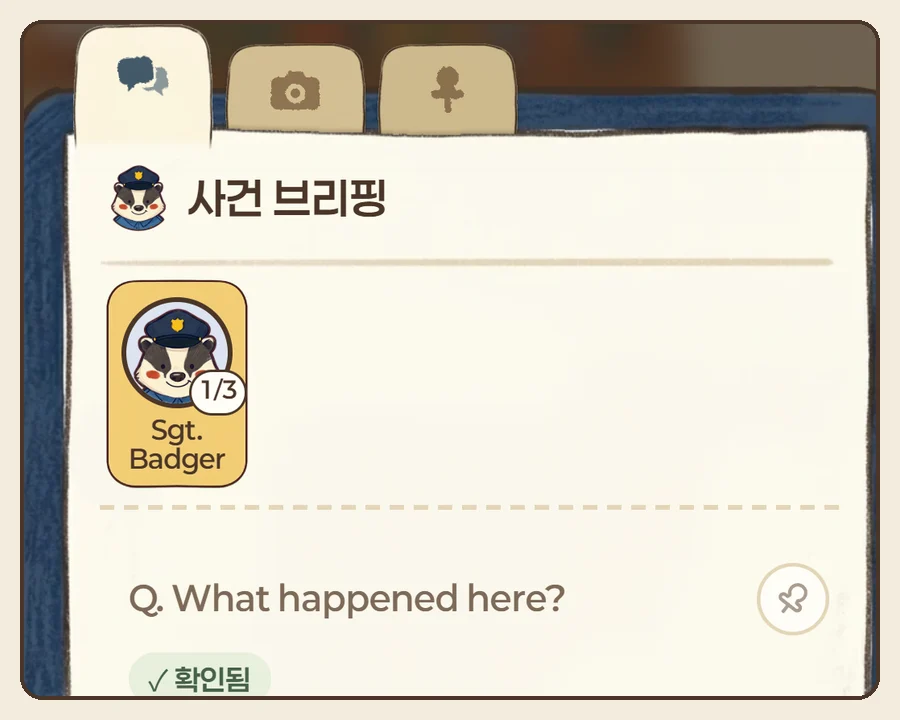 사건 브리핑
1/3
Sgt.
Badger
Q. What happened here?
✓ 확인됨